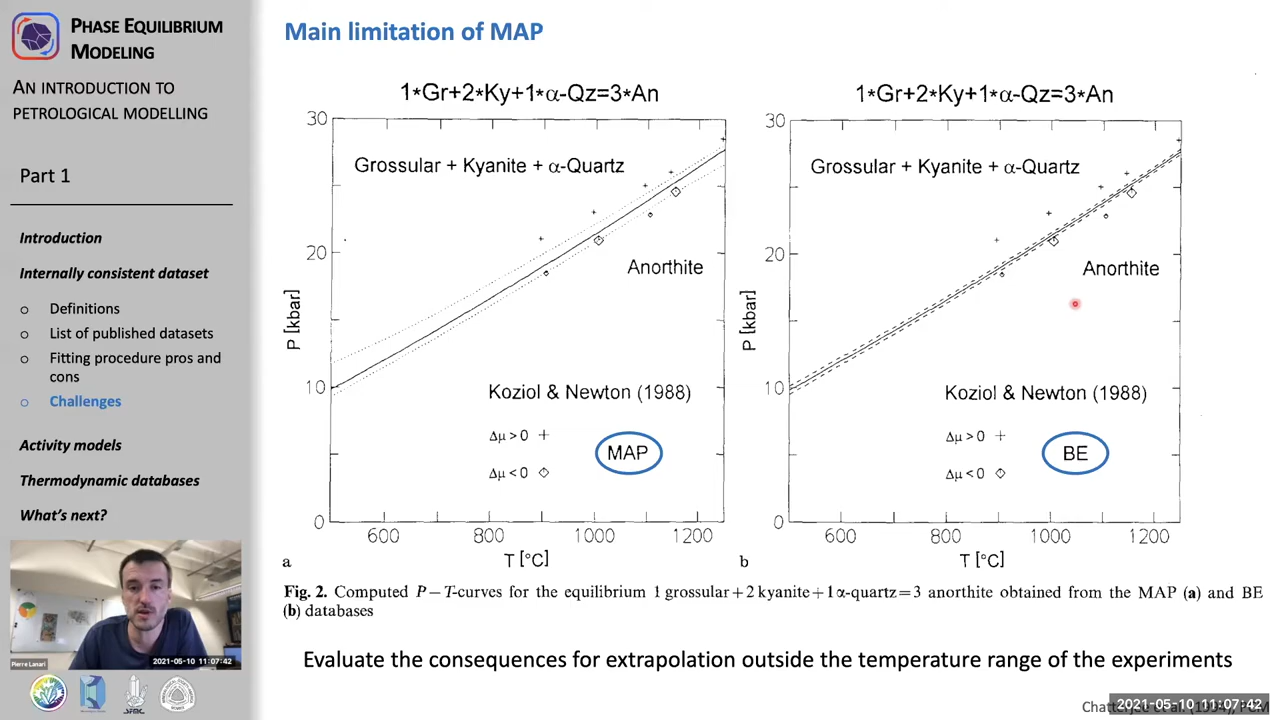 PHASE EQUILIBRIUM
MODELING
AN INTRODUCTION TO
PETROLOGICAL MODELLING
Part 1
Introduction
Internally consistent dataset
o Definitions
o List of published datasets
o Fitting procedure pros and
cons
o Challenges
Activity models
Thermodynamic databases
What's next?
Pierre Lanari
2021-05-10 11:07:42
Main limitation of MAP
1*Gr+2*Ky+1*α-Qz=3*An
30
20
10
0
P [kbar]
Grossular + Kyanite + α-Quartz
Anorthite
Koziol & Newton (1988)
Δμ > 0 +
Δμ < 0 ◇
MAP
600 800 1000 1200
T [°C]
a
1*Gr+2*Ky+1*α-Qz=3*An
30
20
10
0
P [kbar]
Grossular + Kyanite + α-Quartz
Anorthite
Koziol & Newton (1988)
Δμ > 0 +
Δμ < 0 ◇
BE
600 800 1000 1200
T [°C]
b
Fig. 2. Computed P−T-curves for the equilibrium 1 grossular+2 kyanite+1 α-quartz=3 anorthite obtained from the MAP (a) and BE
(b) databases
Evaluate the consequences for extrapolation outside the temperature range of the experiments
2021-05-10 11:07:42